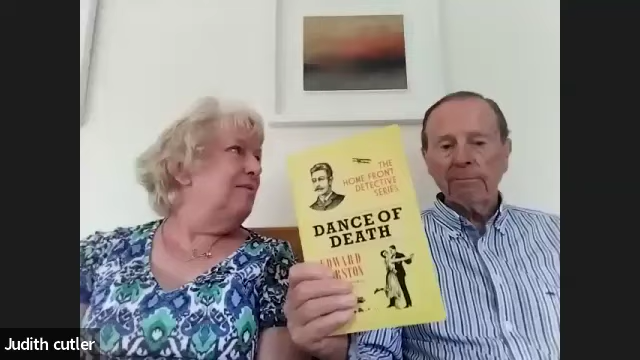 THE
HOME FRONT
DETECTIVE
SERIES
DANCE OF
DEATH
EDWARD
Judith cutler